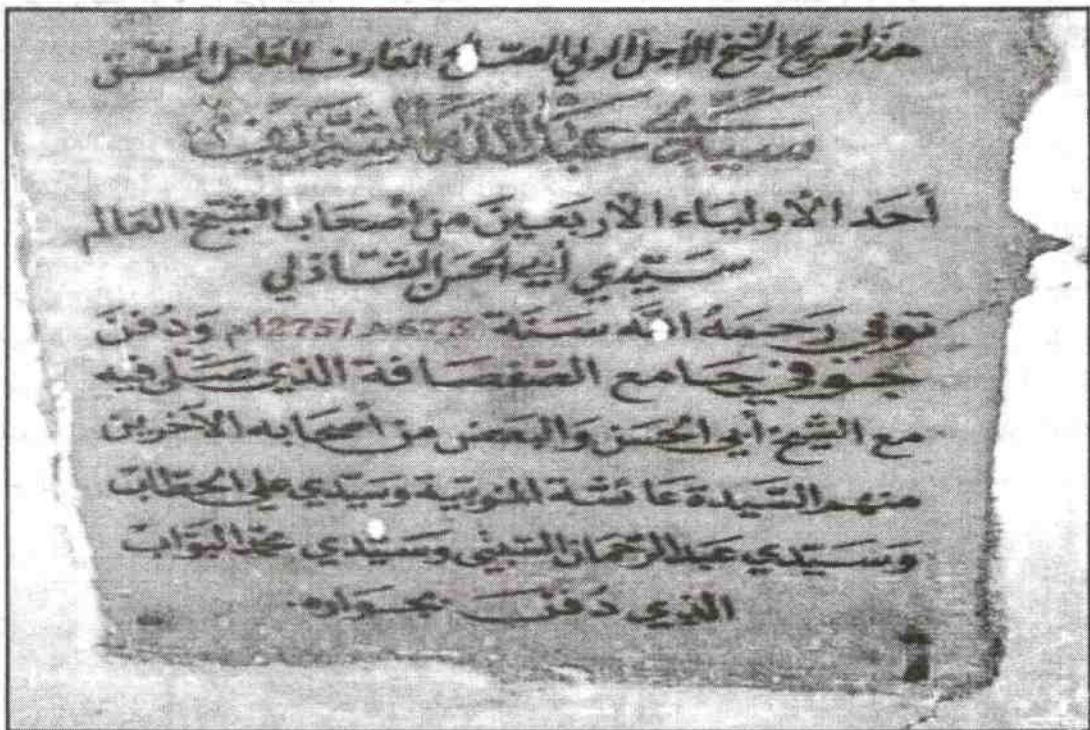 هذا ضريح الشيخ الأجل الولي الصالح العارف العامل المحقق
سيدي عبد الله الشريف
أحد الأولياء الأربعين من أصحاب الشيخ العالم
سيدي أبي الحسن الشاذلي
توفي رحمه الله سنة 673هـ/1275م ودفن
جوفي جامع الصفصافة الذي صلى فيه
مع الشيخ أبي الحسن والبعض من أصحابه الآخرين
منهم السيدة عائشة المنوبية وسيدي علي الحطاب
وسيدي عبد الرحمان التبيني وسيدي محمد البواب
الذي دفن بجواره.